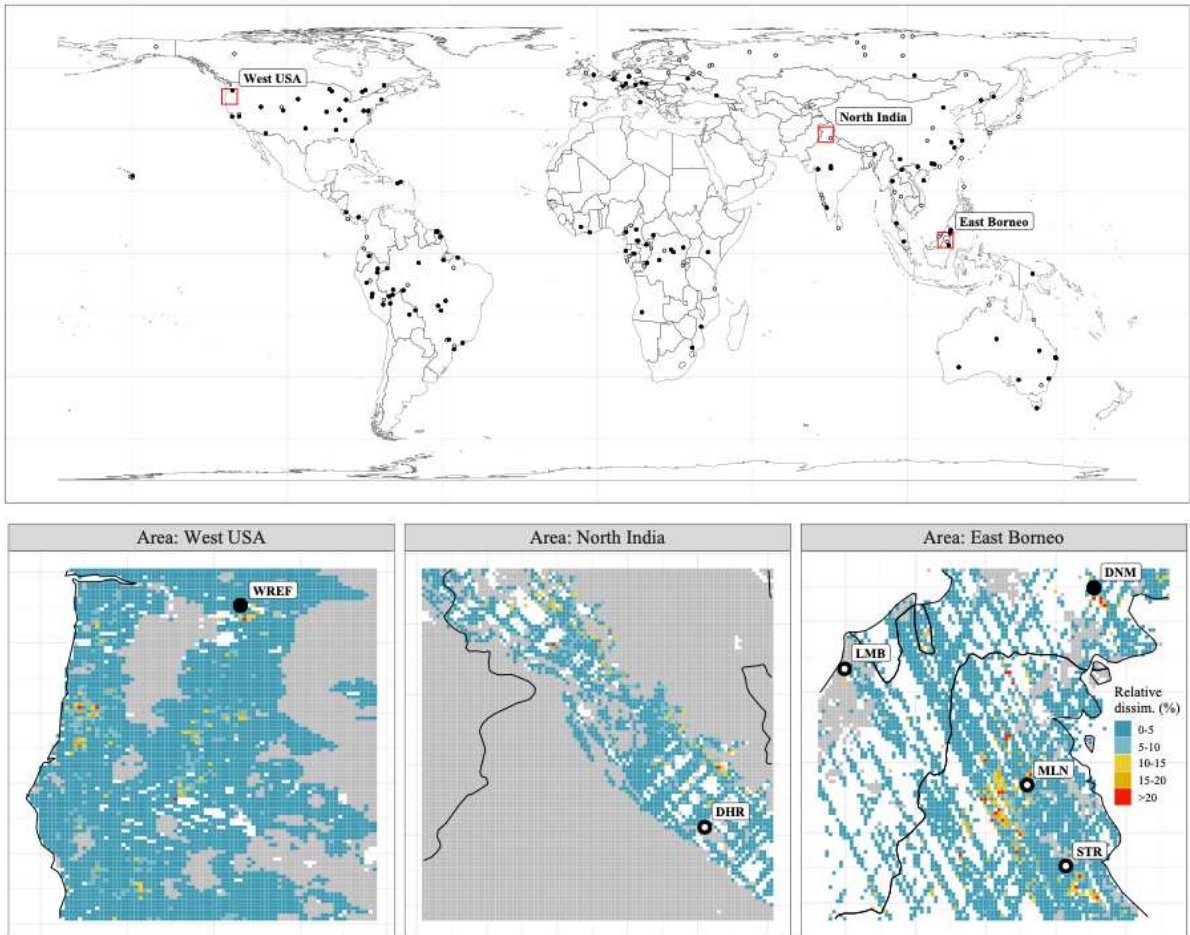 West USA
North India
East Borneo
Area: West USA
Area: North India
Area: East Borneo
WREF
DHR
DNM
LMB
MLN
STR
Relative
dissim. (%)
0-5
5-10
10-15
15-20
>20